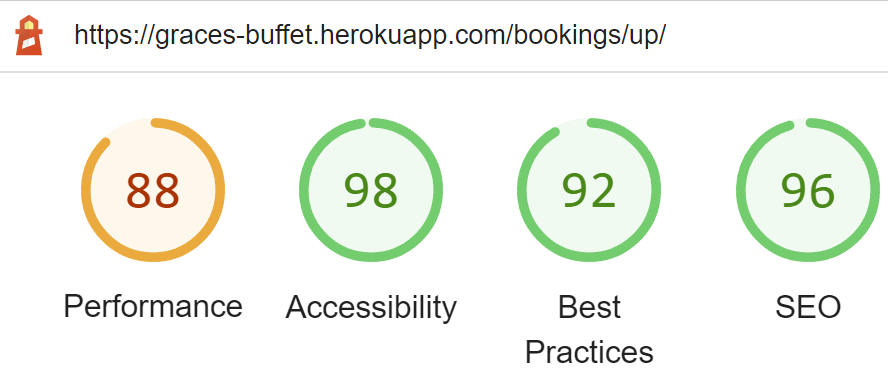 https://graces-buffet.herokuapp.com/bookings/up/
88 98 92 96
Performance Accessibility Best Practices SEO